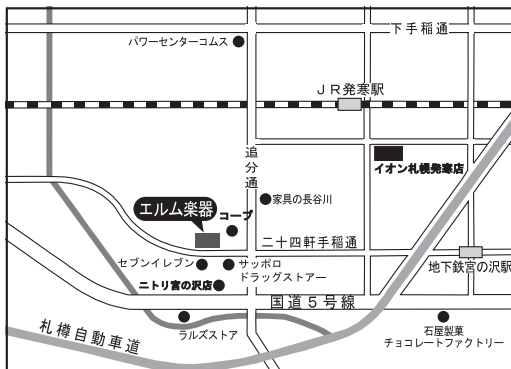 下手稲通
パワーセンターコムス
JR発寒駅
追分通
イオン札幌発寒店
家具の長谷川
エルム楽器
コープ
二十四軒手稲通
セブンイレブン
サッポロ
ドラッグストアー
地下鉄宮の沢駅
ニトリ宮の沢店
国道5号線
札樽自動車道
ラルズストア
石屋製菓
チョコレートファクトリー